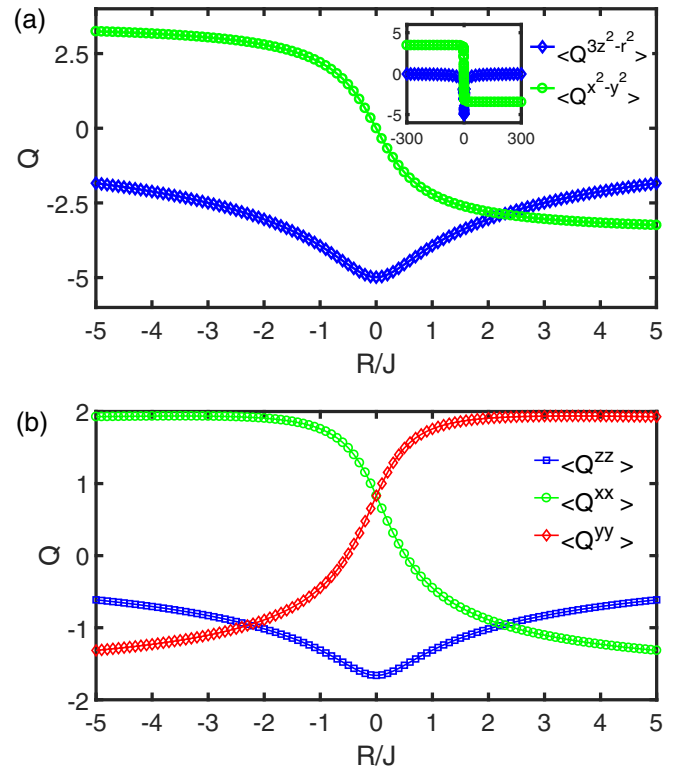 (a)
2.5
0
-2.5
-5
Q
-5 -4 -3 -2 -1 0 1 2 3 4 5
R/J
5
0
-5
-300 0 300
<Q^{3z^2-r^2}>
<Q^{x^2-y^2}>
(b)
2
1
0
-1
-2
Q
-5 -4 -3 -2 -1 0 1 2 3 4 5
R/J
<Q^{zz}>
<Q^{xx}>
<Q^{yy}>